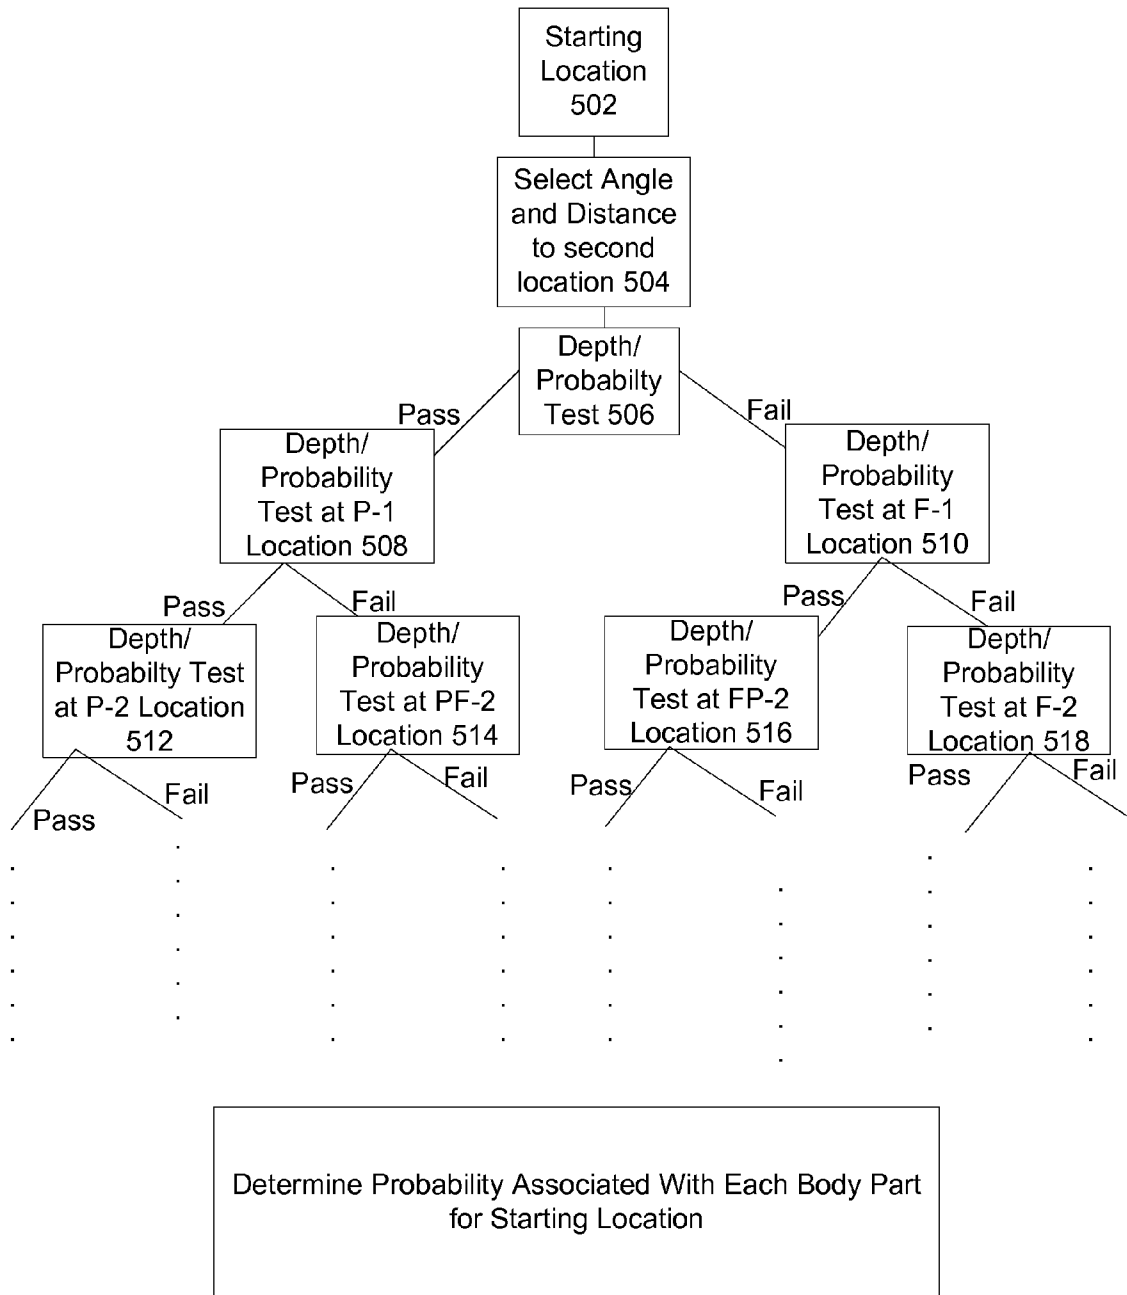 Starting
Location
502
Select Angle
and Distance
to second
location 504
Depth/
Probabilty
Test 506
Pass
Fail
Depth/
Probability
Test at P-1
Location 508
Depth/
Probability
Test at F-1
Location 510
Pass
Fail
Pass
Fail
Depth/
Probabilty Test
at P-2 Location
512
Depth/
Probability
Test at PF-2
Location 514
Depth/
Probability
Test at FP-2
Location 516
Depth/
Probability
Test at F-2
Location 518
Pass
Fail
Pass
Fail
Pass
Fail
Pass
Fail
Determine Probability Associated With Each Body Part
for Starting Location